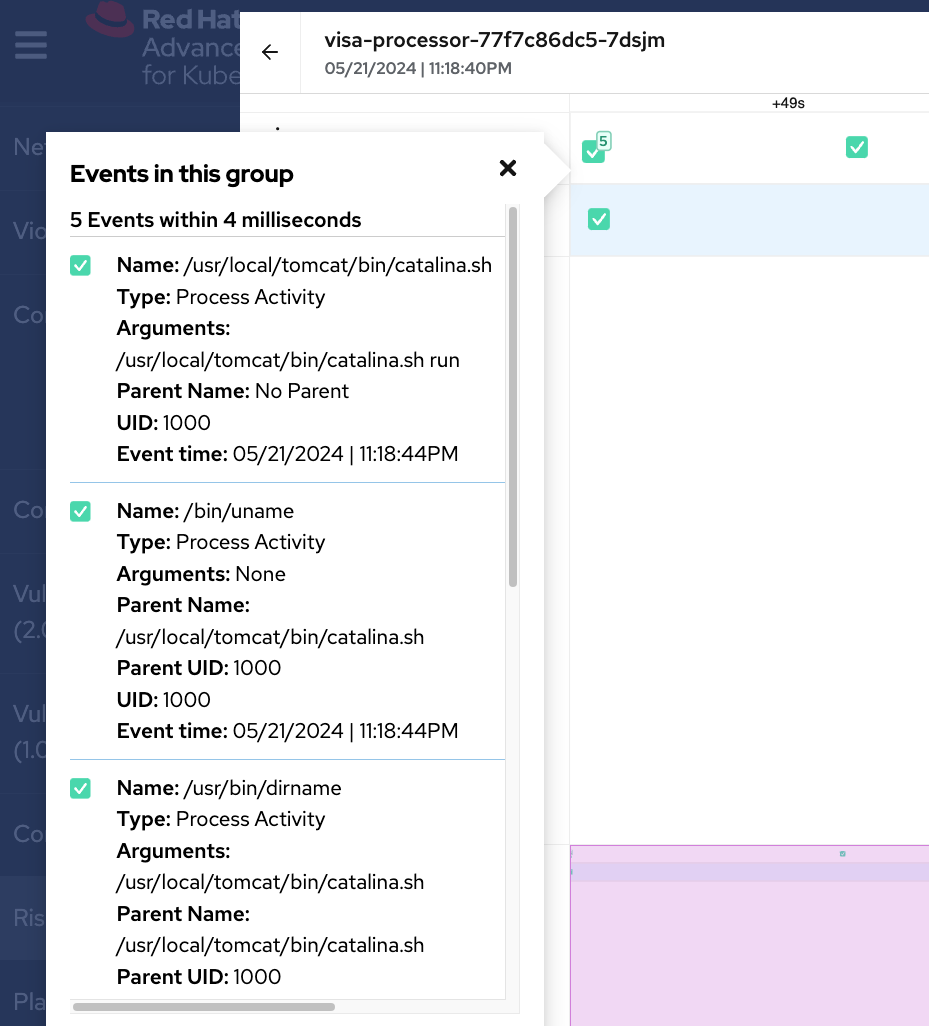 Red Hat
Advance
for Kube
visa-processor-77f7c86dc5-7dsjm
05/21/2024 | 11:18:40PM
+49s
5
Net
Vio
Co
Co
Vul
(2.0
Vul
(1.0
Co
Ris
Pla
Events in this group
5 Events within 4 milliseconds
Name: /usr/local/tomcat/bin/catalina.sh
Type: Process Activity
Arguments:
/usr/local/tomcat/bin/catalina.sh run
Parent Name: No Parent
UID: 1000
Event time: 05/21/2024 | 11:18:44PM
Name: /bin/uname
Type: Process Activity
Arguments: None
Parent Name:
/usr/local/tomcat/bin/catalina.sh
Parent UID: 1000
UID: 1000
Event time: 05/21/2024 | 11:18:44PM
Name: /usr/bin/dirname
Type: Process Activity
Arguments:
/usr/local/tomcat/bin/catalina.sh
Parent Name:
/usr/local/tomcat/bin/catalina.sh
Parent UID: 1000